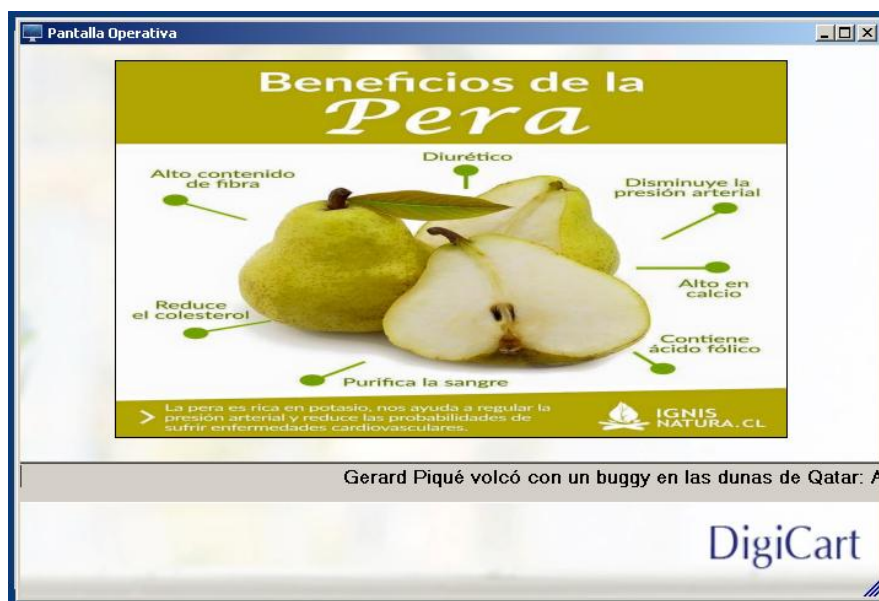 Pantalla Operativa
Beneficios de la
Pera
Diurético
Alto contenido
de fibra
Disminuye la
presión arterial
Alto en
calcio
Reduce
el colesterol
Contiene
ácido fólico
Purifica la sangre
La pera es rica en potasio, nos ayuda a regular la
presión arterial y reduce las probabilidades de
sufrir enfermedades cardiovasculares.
IGNIS
NATURA.CL
Gerard Piqué volcó con un buggy en las dunas de Qatar: A
DigiCart